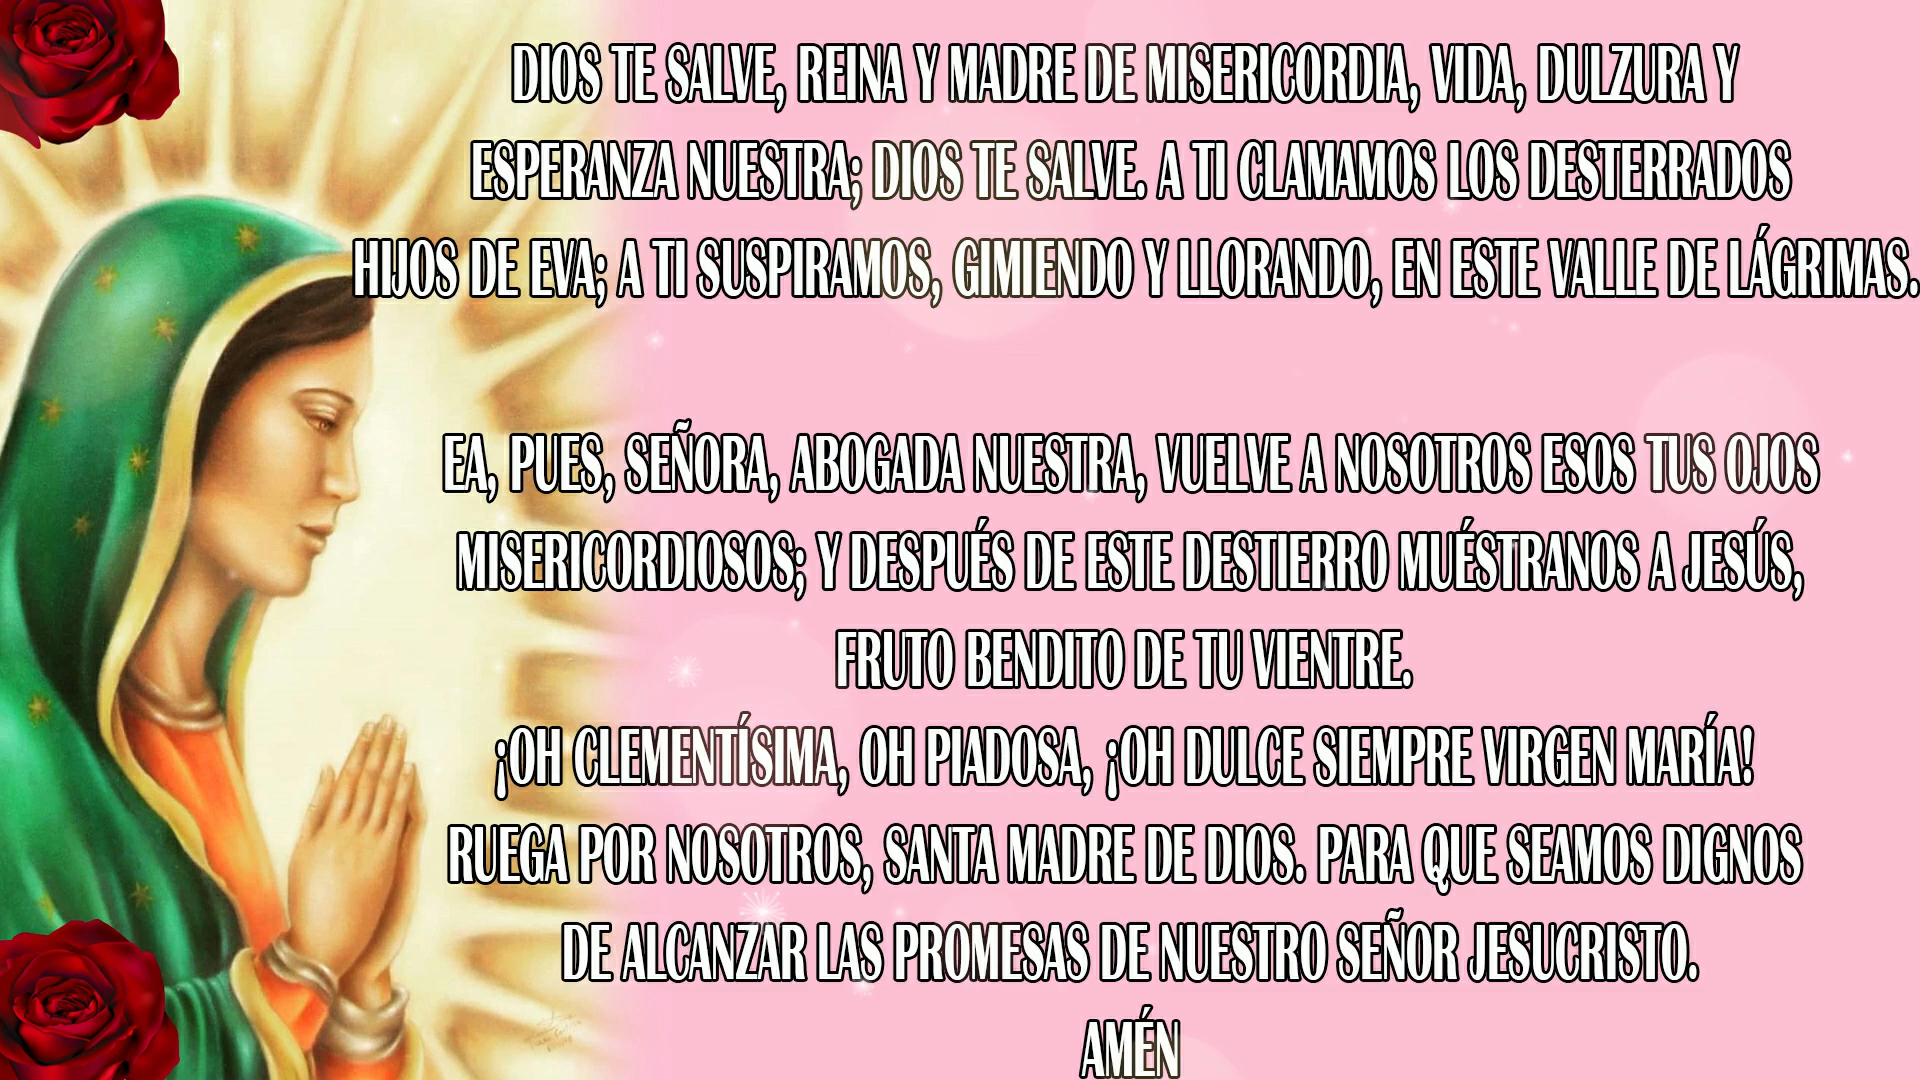 DIOS TE SALVE, REINA Y MADRE DE MISERICORDIA, VIDA, DULZURA Y
ESPERANZA NUESTRA; DIOS TE SALVE. A TI CLAMAMOS LOS DESTERRADOS
HIJOS DE EVA; A TI SUSPIRAMOS, GIMIENDO Y LLORANDO, EN ESTE VALLE DE LÁGRIMAS.
EA, PUES, SEÑORA, ABOGADA NUESTRA, VUELVE A NOSOTROS ESOS TUS OJOS
MISERICORDIOSOS; Y DESPUÉS DE ESTE DESTIERRO MUÉSTRANOS A JESÚS,
FRUTO BENDITO DE TU VIENTRE.
¡OH CLEMENTÍSIMA, OH PIADOSA, ¡OH DULCE SIEMPRE VIRGEN MARÍA!
RUEGA POR NOSOTROS, SANTA MADRE DE DIOS. PARA QUE SEAMOS DIGNOS
DE ALCANZAR LAS PROMESAS DE NUESTRO SEÑOR JESUCRISTO.
AMÉN